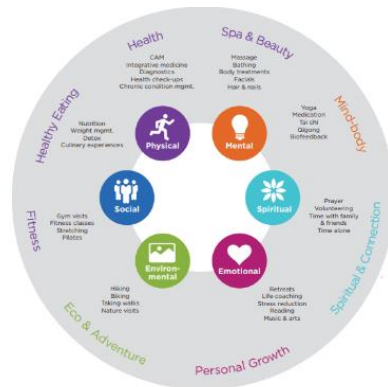 Health
CAM
Integrative medicine
Diagnostics
Health check-ups
Chronic condition mgmt.
Spa & Beauty
Massage
Bathing
Body treatments
Facials
Hair & nails
Mind-body
Yoga
Medication
Tai chi
Qigong
Biofeedback
Spiritual & Connection
Prayer
Volunteering
Time with family
& friends
Time alone
Personal Growth
Retreats
Life coaching
Stress reduction
Reading
Music & arts
Eco & Adventure
Hiking
Biking
Taking walks
Nature visits
Fitness
Gym visits
Fitness classes
Stretching
Pilates
Healthy Eating
Nutrition
Weight mgmt.
Detox
Culinary experiences
Physical
Mental
Spiritual
Emotional
Environ-
mental
Social